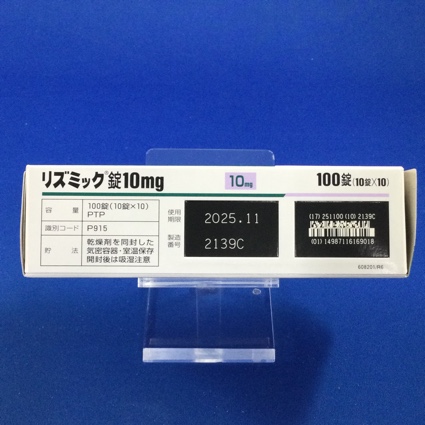 リズミック®錠10mg
10mg
100錠(10錠×10)
容量
100錠(10錠×10)
PTP
識別コード
P915
貯法
乾燥剤を同封した
気密容器・室温保存
開封後は吸湿注意
使用
期限
2025.11
製造
番号
2139C
(17) 251100 (10) 2139C
(01) 14987116169018